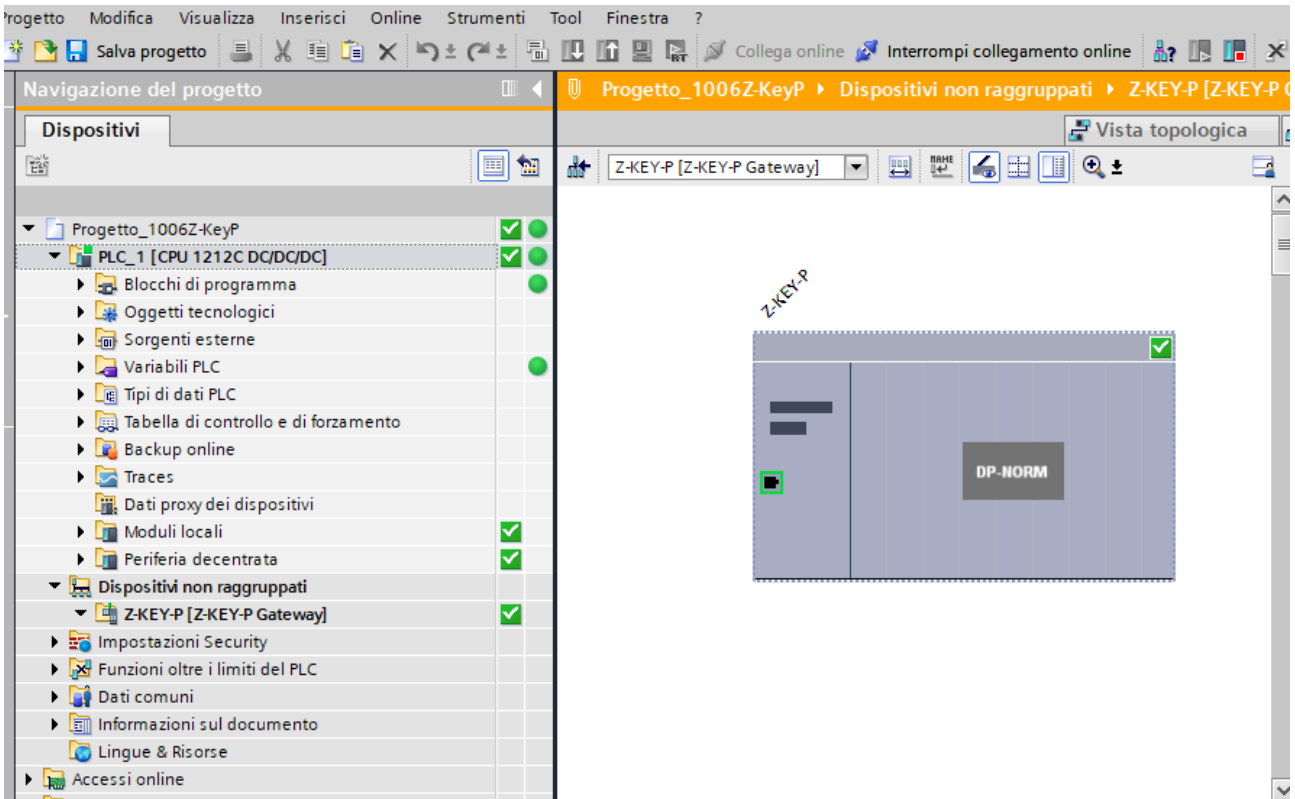 Progetto Modifica Visualizza Inserisci Online Strumenti Tool Finestra ?
Salva progetto Collega online Interrompi collegamento online
Navigazione del progetto
Progetto_1006Z-KeyP Dispositivi non raggruppati Z-KEY-P [Z-KEY-P
Dispositivi
Vista topologica
Z-KEY-P [Z-KEY-P Gateway]
NAME
Progetto_1006Z-KeyP
PLC_1 [CPU 1212C DC/DC/DC]
Blocchi di programma
Oggetti tecnologici
Sorgenti esterne
Variabili PLC
Tipi di dati PLC
Tabella di controllo e di forzamento
Backup online
Traces
Dati proxy dei dispositivi
Moduli locali
Periferia decentrata
Dispositivi non raggruppati
Z-KEY-P [Z-KEY-P Gateway]
Impostazioni Security
Funzioni oltre i limiti del PLC
Dati comuni
Informazioni sul documento
Lingue & Risorse
Accessi online
Z-KEY-P
DP-NORM